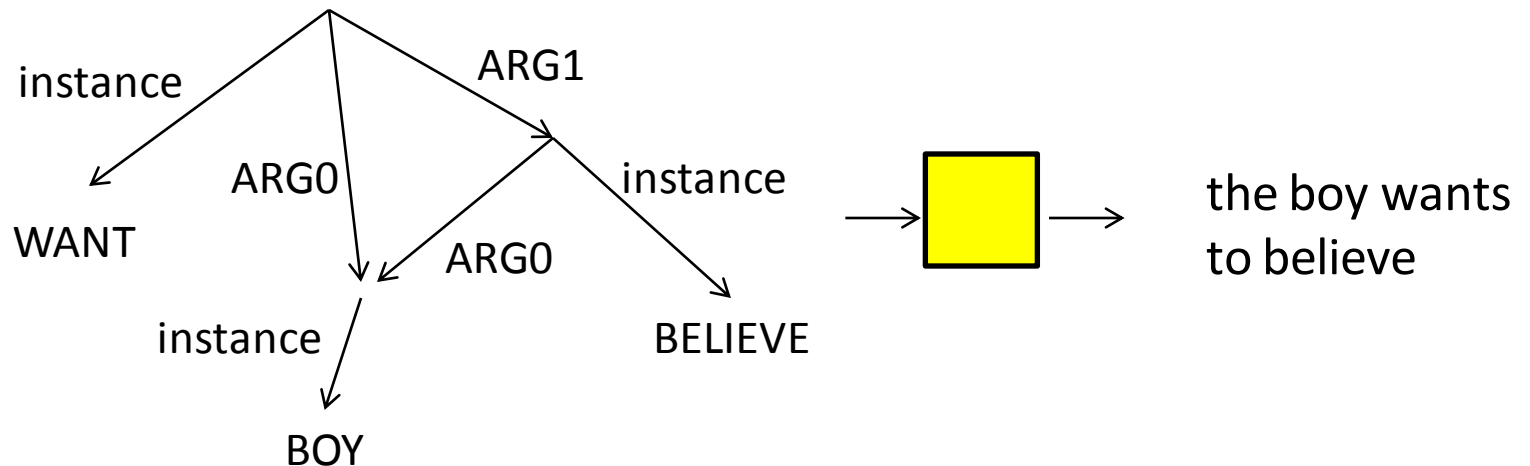 ARG1
instance
ARG0
instance
WANT
ARG0
instance
BELIEVE
BOY
the boy wants
to believe